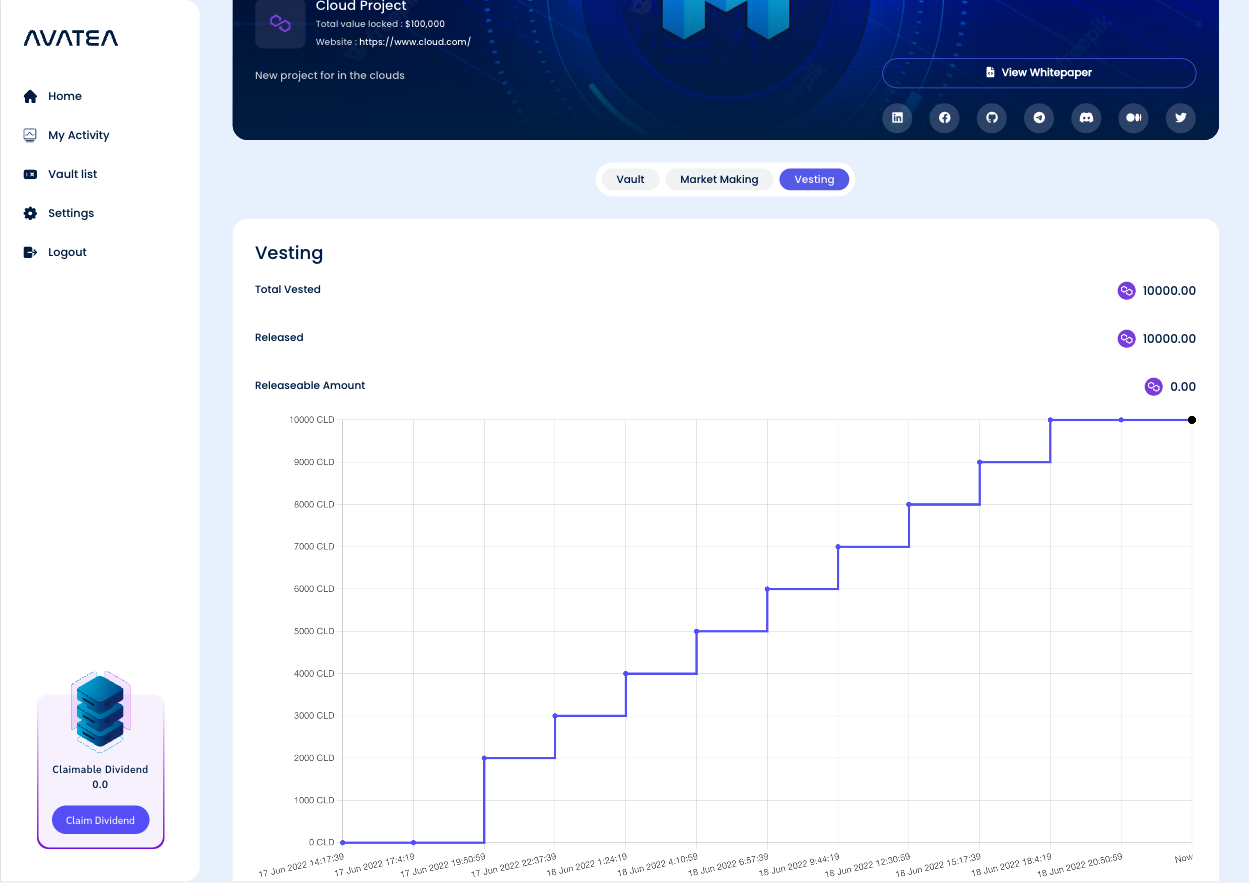 AVATEA
Home
My Activity
Vault list
Settings
Logout
Claimable Dividend
0.0
Claim Dividend
Cloud Project
Total value locked : $100,000
Website : https://www.cloud.com/
New project for in the clouds
View Whitepaper
Vault
Market Making
Vesting
Vesting
Total Vested
10000.00
Released
10000.00
Releaseable Amount
0.00
10000 CLD
9000 CLD
8000 CLD
7000 CLD
6000 CLD
5000 CLD
4000 CLD
3000 CLD
2000 CLD
1000 CLD
0 CLD
17 Jun 2022 14:17:39
17 Jun 2022 17:4:19
17 Jun 2022 19:50:59
17 Jun 2022 22:37:39
18 Jun 2022 1:24:19
18 Jun 2022 4:10:59
18 Jun 2022 6:57:39
18 Jun 2022 9:44:19
18 Jun 2022 12:30:59
18 Jun 2022 15:17:39
18 Jun 2022 18:4:19
18 Jun 2022 20:50:59
Now